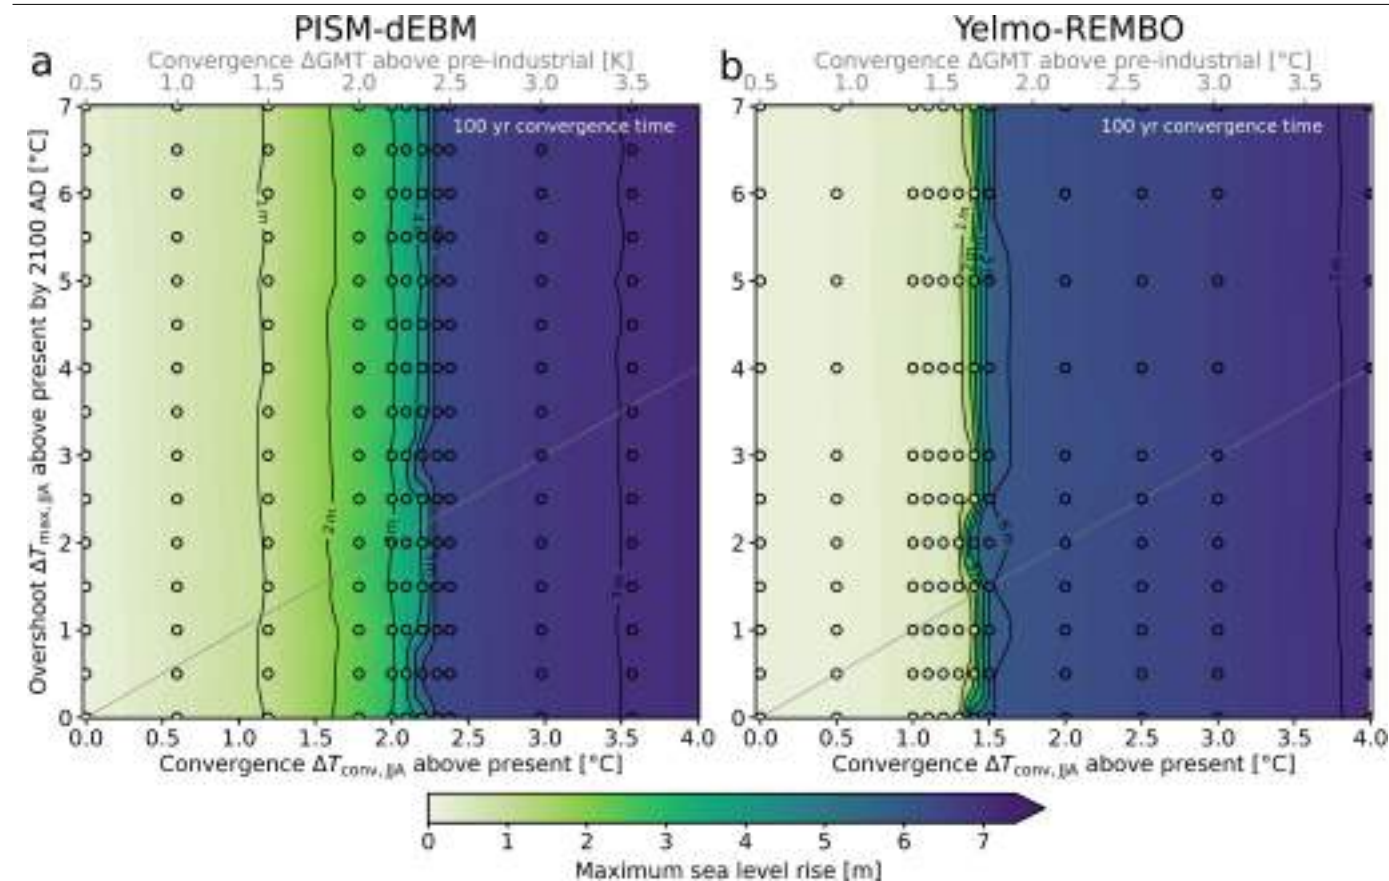 PISM-dEBM
Yelmo-REMBO
a
Convergence ΔGMT above pre-industrial [K]
b
Convergence ΔGMT above pre-industrial [°C]
0.5 1.0 1.5 2.0 2.5 3.0 3.5
0.5 1.0 1.5 2.0 2.5 3.0 3.5
100 yr convergence time
100 yr convergence time
Overshoot ΔTmax, JJA above present by 2100 AD [°C]
7
6
5
4
3
2
1
0
7
6
5
4
3
2
1
0
1m
2m
7m
1m
7m
0.0 0.5 1.0 1.5 2.0 2.5 3.0 3.5 4.0
0.0 0.5 1.0 1.5 2.0 2.5 3.0 3.5 4.0
Convergence ΔTconv, JJA above present [°C]
Convergence ΔTconv, JJA above present [°C]
0 1 2 3 4 5 6 7
Maximum sea level rise [m]